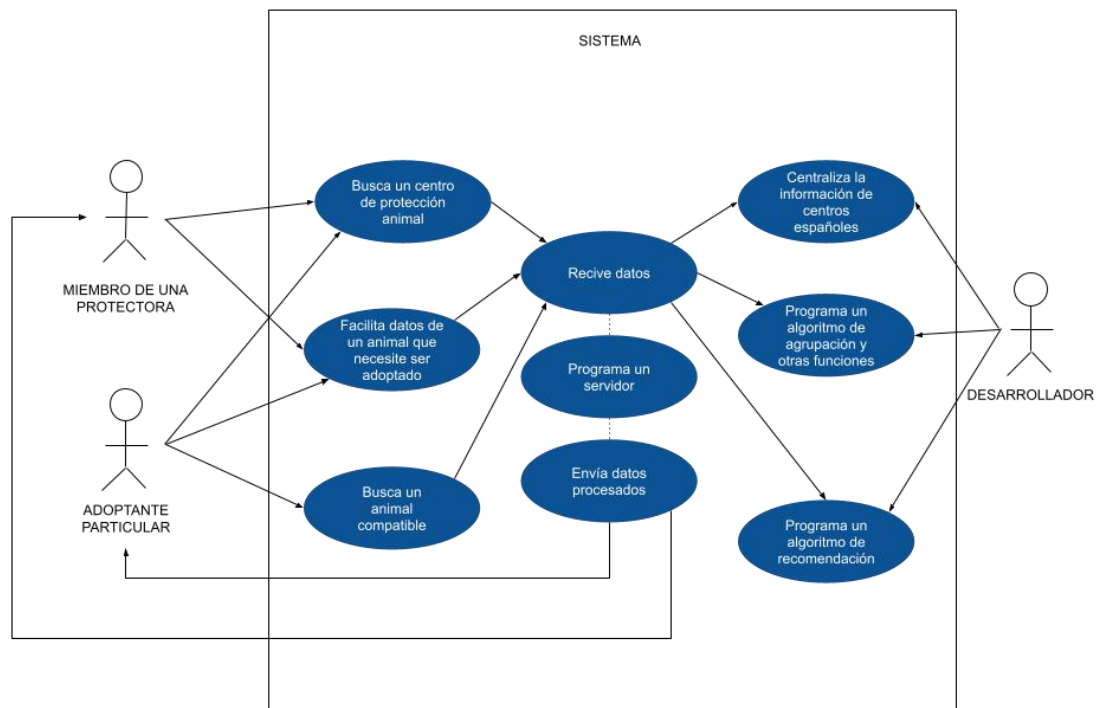 SISTEMA
Busca un centro
de protección
animal
Centraliza la
información de
centros
españoles
MIEMBRO DE UNA
PROTECTORA
Recive datos
Facilita datos de
un animal que
necesite ser
adoptado
Programa un
algoritmo de
agrupación y
otras funciones
Programa un
servidor
DESARROLLADOR
ADOPTANTE
PARTICULAR
Busca un
animal
compatible
Envía datos
procesados
Programa un
algoritmo de
recomendación